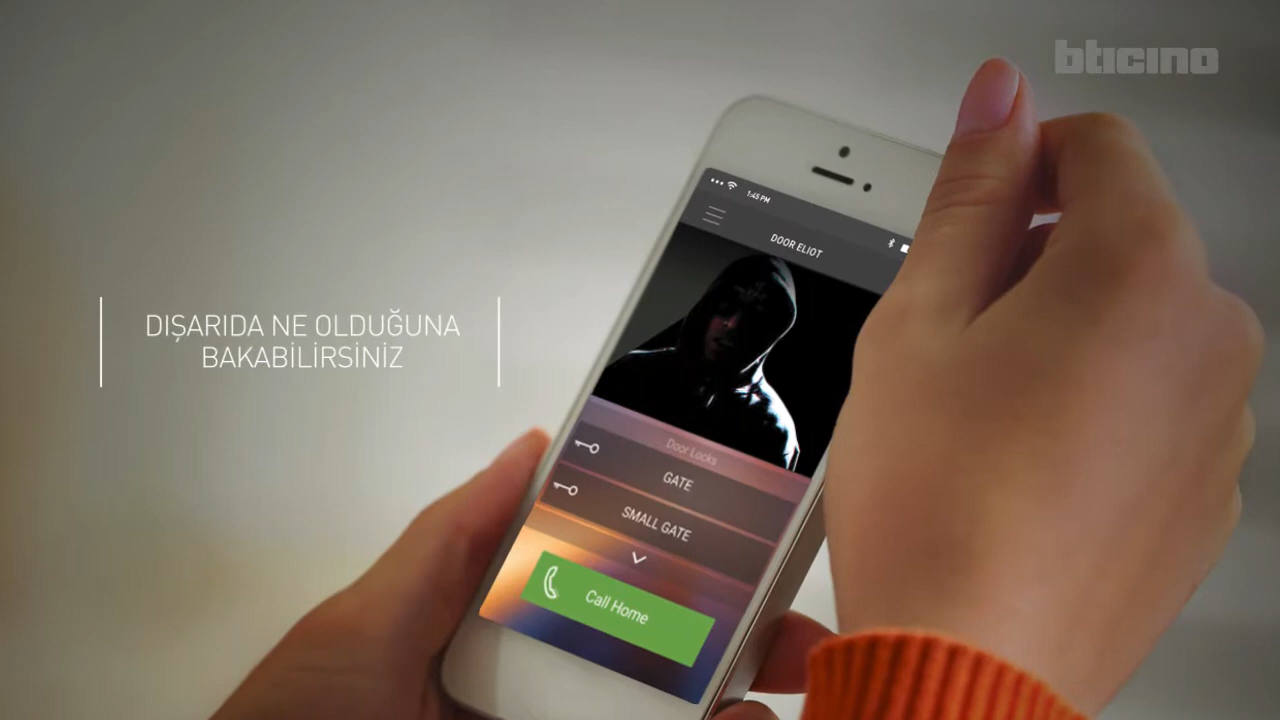 bticino
1:45 PM
DOOR ELIOT
DIŞARIDA NE OLDUĞUNA
BAKABİLİRSİNİZ
Door Locks
GATE
SMALL GATE
Call Home